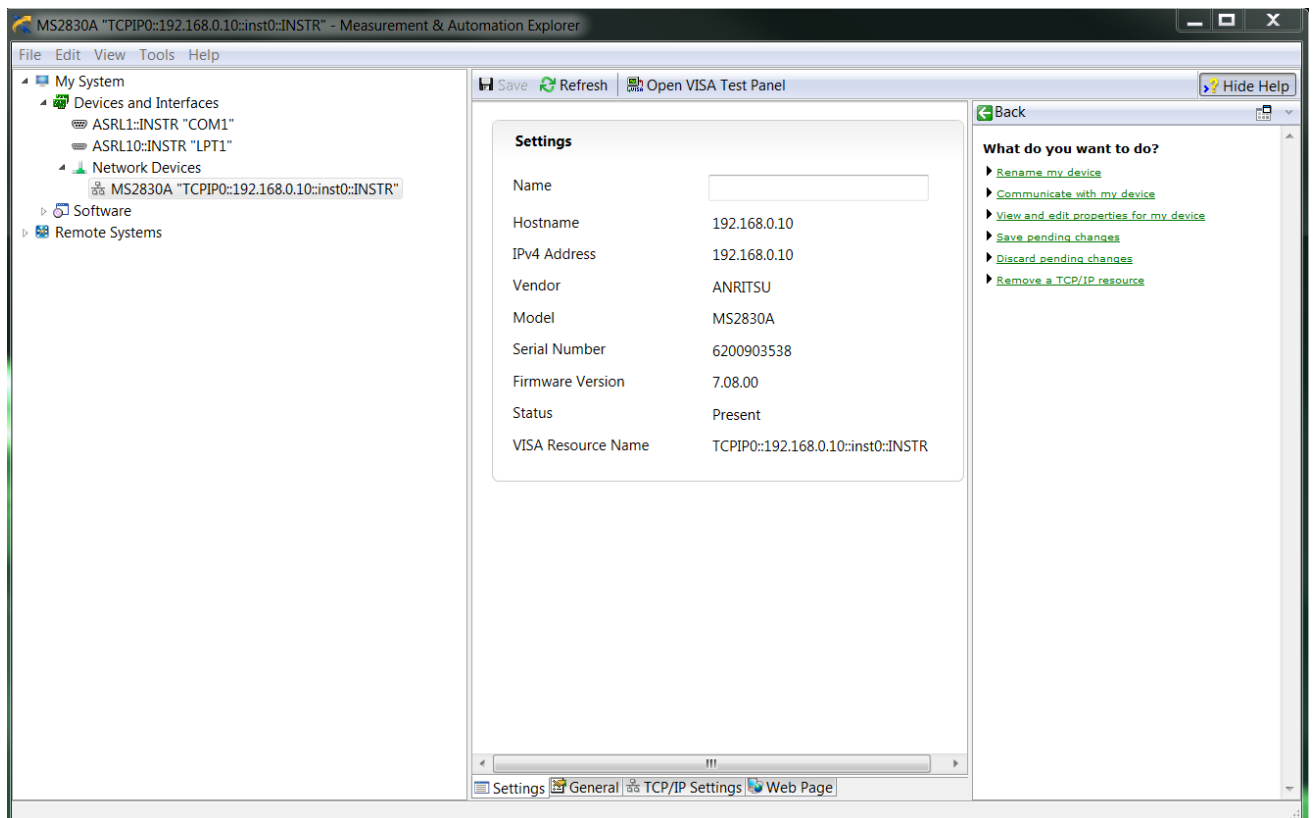 MS2830A "TCPIP0::192.168.0.10::inst0::INSTR" - Measurement & Automation Explorer
File Edit View Tools Help
My System
Devices and Interfaces
ASRL1::INSTR "COM1"
ASRL10::INSTR "LPT1"
Network Devices
MS2830A "TCPIP0::192.168.0.10::inst0::INSTR"
Software
Remote Systems
Save Refresh Open VISA Test Panel Hide Help
Settings
Name
Hostname 192.168.0.10
IPv4 Address 192.168.0.10
Vendor ANRITSU
Model MS2830A
Serial Number 6200903538
Firmware Version 7.08.00
Status Present
VISA Resource Name TCPIP0::192.168.0.10::inst0::INSTR
Settings General TCP/IP Settings Web Page
Back
What do you want to do?
Rename my device
Communicate with my device
View and edit properties for my device
Save pending changes
Discard pending changes
Remove a TCP/IP resource